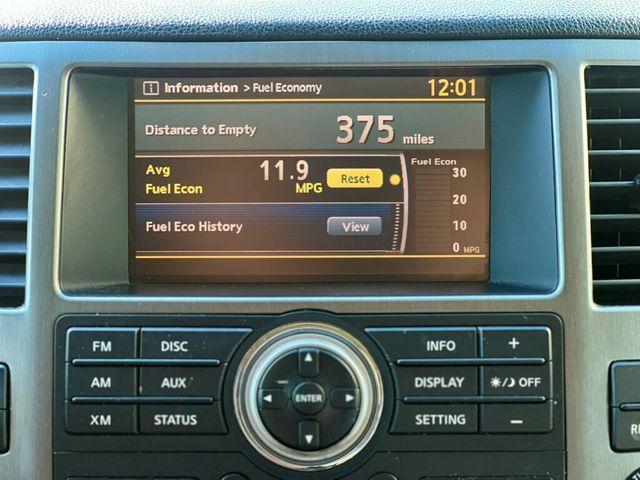 i Information > Fuel Economy 12:01
Distance to Empty 375 miles
Avg Fuel Econ 11.9 MPG Reset
Fuel Econ
30
20
10
0 MPG
Fuel Eco History View
FM DISC INFO +
AM AUX DISPLAY OFF
XM STATUS SETTING −
ENTER